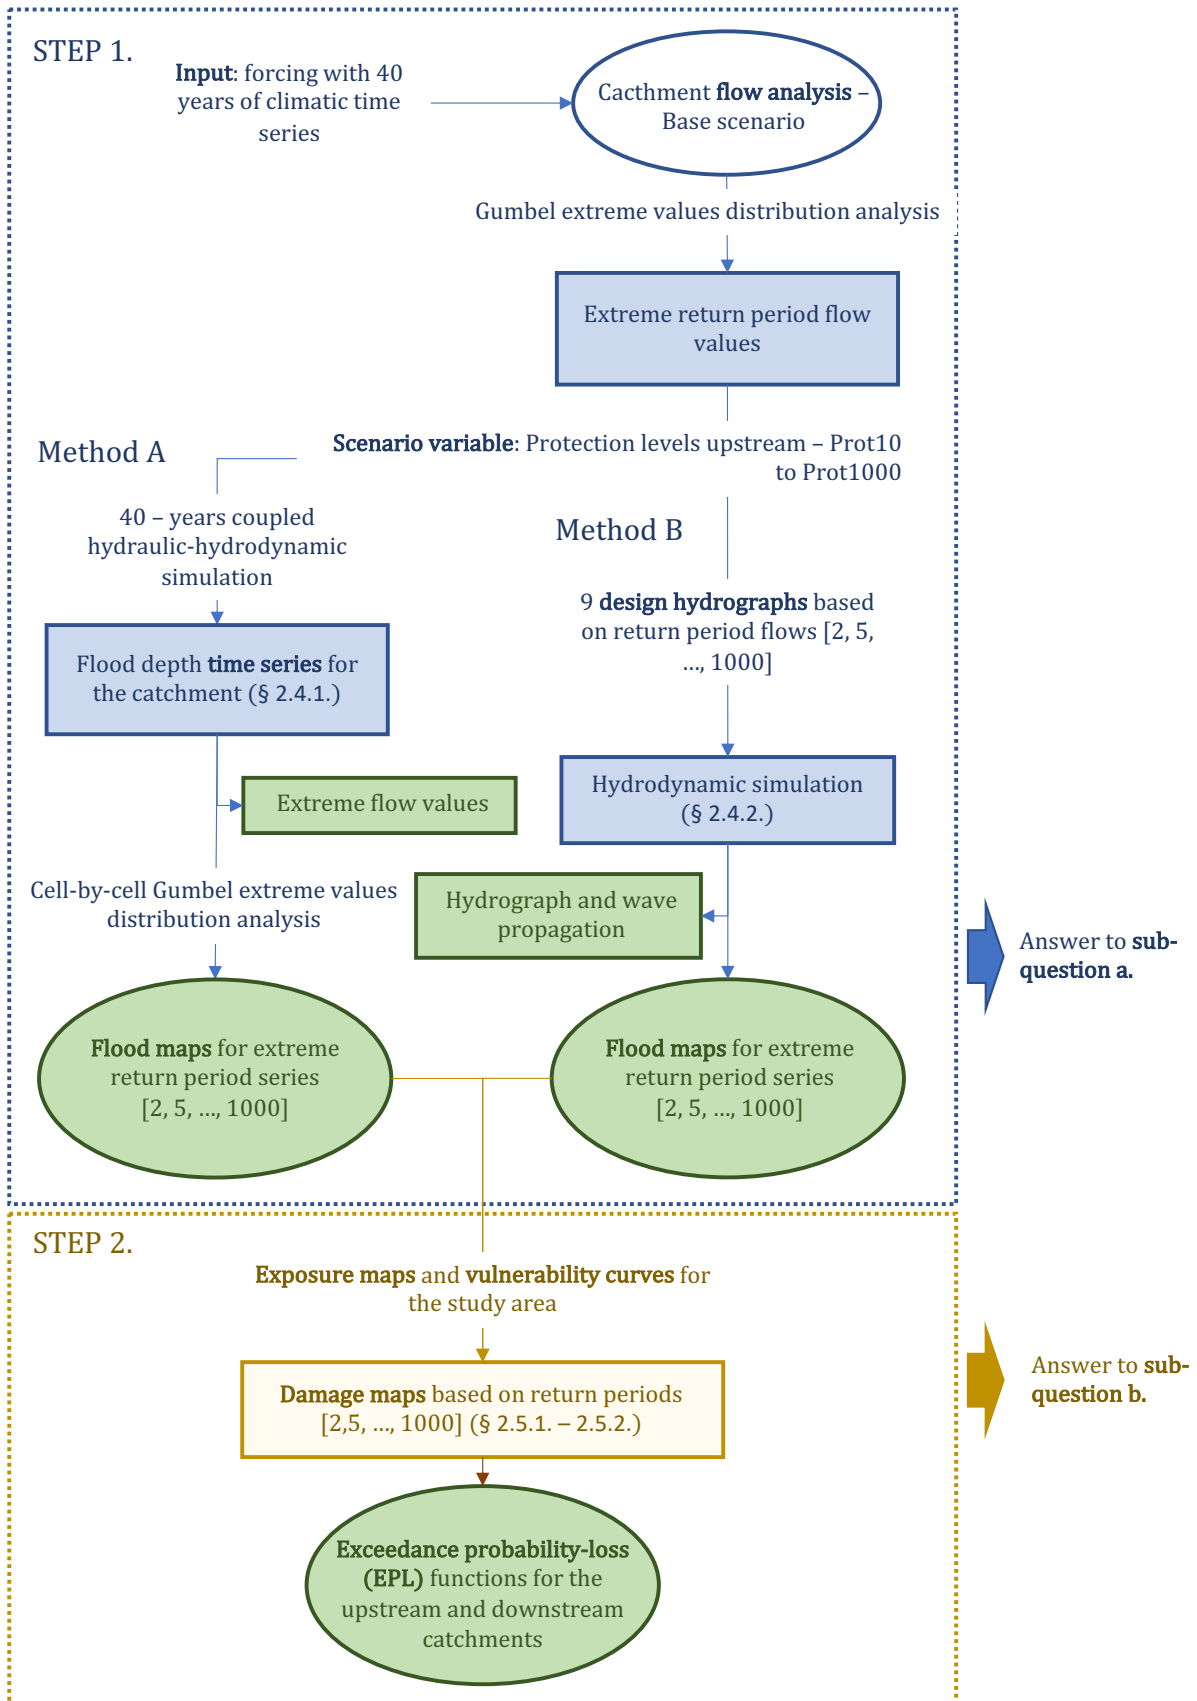 STEP 1.
Input: forcing with 40
years of climatic time
series
Cacthment flow analysis –
Base scenario
Gumbel extreme values distribution analysis
Extreme return period flow
values
Method A
Scenario variable: Protection levels upstream – Prot10
to Prot1000
40 – years coupled
hydraulic-hydrodynamic
simulation
Method B
9 design hydrographs based
on return period flows [2, 5,
…, 1000]
Flood depth time series for
the catchment (§ 2.4.1.)
Extreme flow values
Hydrodynamic simulation
(§ 2.4.2.)
Cell-by-cell Gumbel extreme values
distribution analysis
Hydrograph and wave
propagation
Answer to sub-
question a.
Flood maps for extreme
return period series
[2, 5, …, 1000]
Flood maps for extreme
return period series
[2, 5, …, 1000]
STEP 2.
Exposure maps and vulnerability curves for
the study area
Damage maps based on return periods
[2,5, …, 1000] (§ 2.5.1. – 2.5.2.)
Answer to sub-
question b.
Exceedance probability-loss
(EPL) functions for the
upstream and downstream
catchments